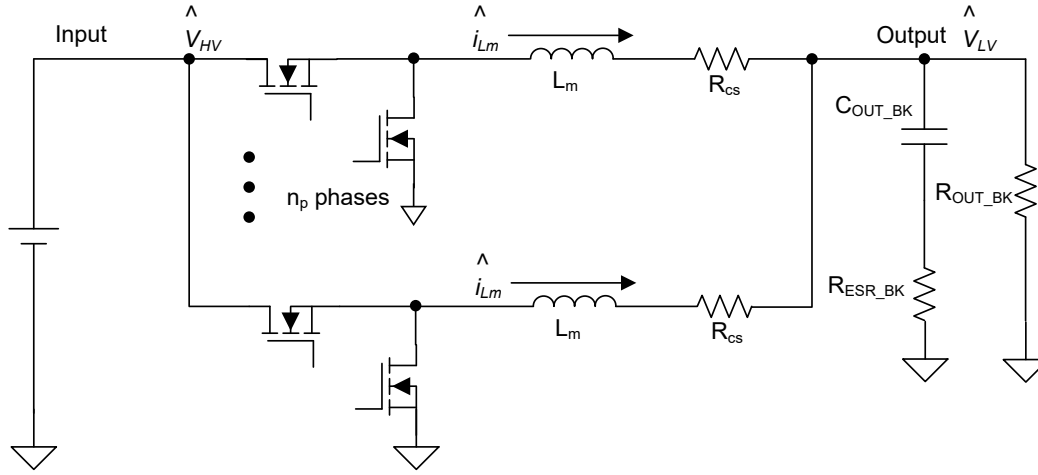 Input
^
V_HV
^
i_Lm
L_m
R_cs
Output
^
V_LV
C_OUT_BK
R_OUT_BK
R_ESR_BK
n_p phases
^
i_Lm
L_m
R_cs